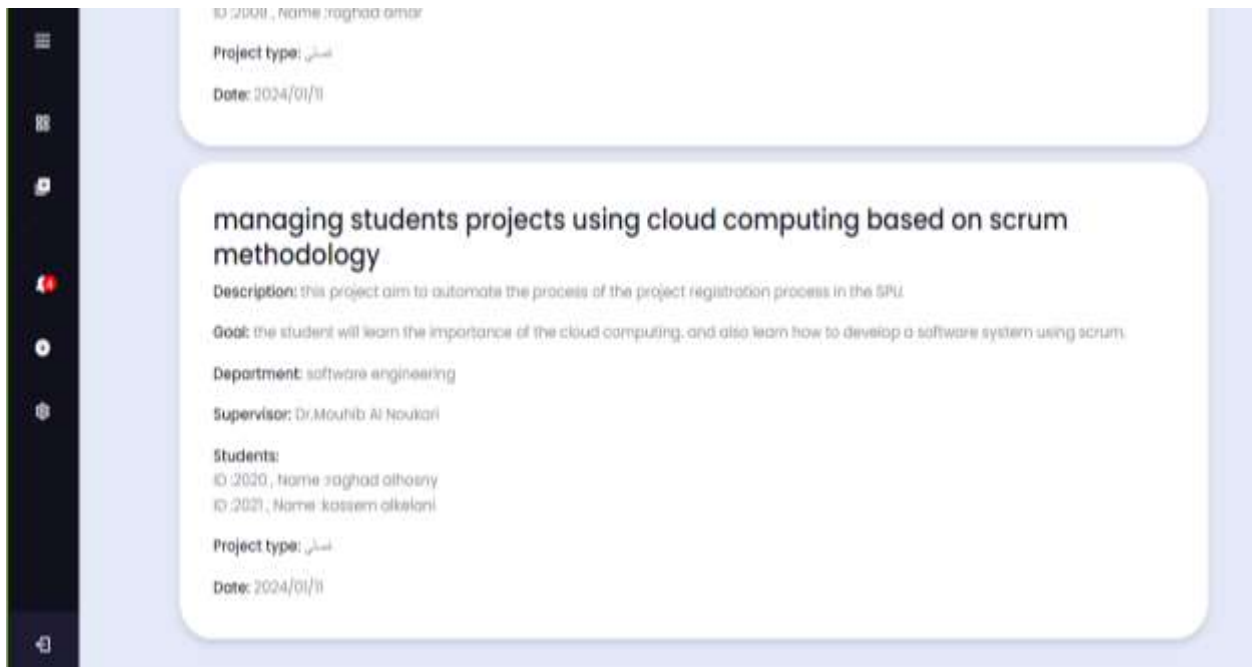 ID :2008 , Name :raghad amar
Project type: فصلي
Date: 2024/01/11
managing students projects using cloud computing based on scrum
methodology
Description: this project aim to automate the process of the project registration process in the SPU.
Goal: the student will learn the importance of the cloud computing, and also learn how to develop a software system using scrum.
Department: software engineering
Supervisor: Dr.Mouhib Al Noukari
Students:
ID :2020 , Name :raghad alhosny
ID :2021 , Name :kassem alkelani
Project type: فصلي
Date: 2024/01/11